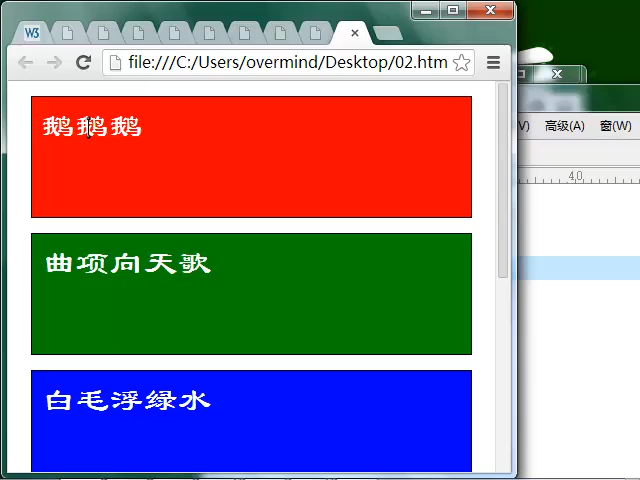 W3
file:///C:/Users/overmind/Desktop/02.htm
V) 高级(A) 窗(W)
40
鹅鹅鹅
曲项向天歌
白毛浮绿水